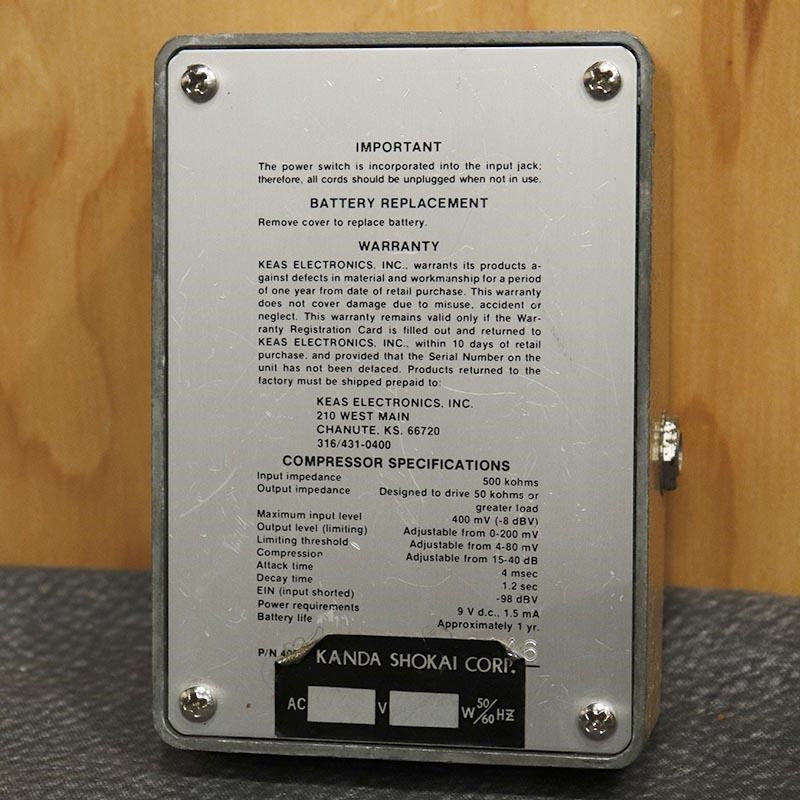 IMPORTANT
The power switch is incorporated into the input jack;
therefore, all cords should be unplugged when not in use.
BATTERY REPLACEMENT
Remove cover to replace battery.
WARRANTY
KEAS ELECTRONICS, INC., warrants its products a-
gainst defects in material and workmanship for a period
of one year from date of retail purchase. This warranty
does not cover damage due to misuse, accident or
neglect. This warranty remains valid only if the War-
ranty Registration Card is filled out and returned to
KEAS ELECTRONICS, INC., within 10 days of retail
purchase, and provided that the Serial Number on the
unit has not been defaced. Products returned to the
factory must be shipped prepaid to:
KEAS ELECTRONICS, INC.
210 WEST MAIN
CHANUTE, KS. 66720
316/431-0400
COMPRESSOR SPECIFICATIONS
Input impedance 500 kohms
Output impedance Designed to drive 50 kohms or
greater load
Maximum input level 400 mV (-8 dBV)
Output level (limiting) Adjustable from 0-200 mV
Limiting threshold Adjustable from 4-80 mV
Compression Adjustable from 15-40 dB
Attack time 4 msec
Decay time 1.2 sec
EIN (input shorted) -98 dBV
Power requirements 9 V d.c., 1.5 mA
Battery life Approximately 1 yr.
P/N 46
KANDA SHOKAI CORP.
AC V W 50/60 HZ